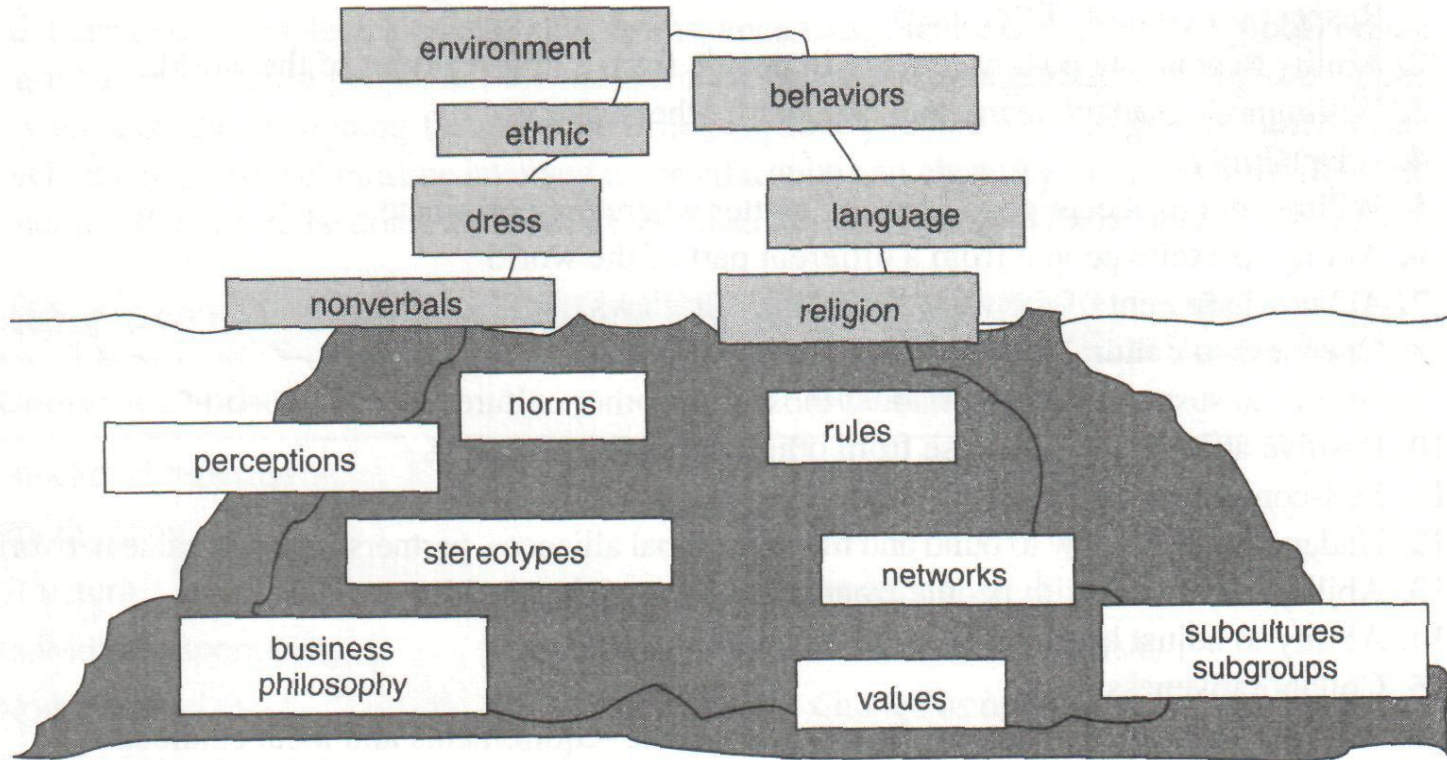 environment
behaviors
ethnic
dress
language
nonverbals
religion
norms
rules
perceptions
stereotypes
networks
business
philosophy
subcultures
subgroups
values